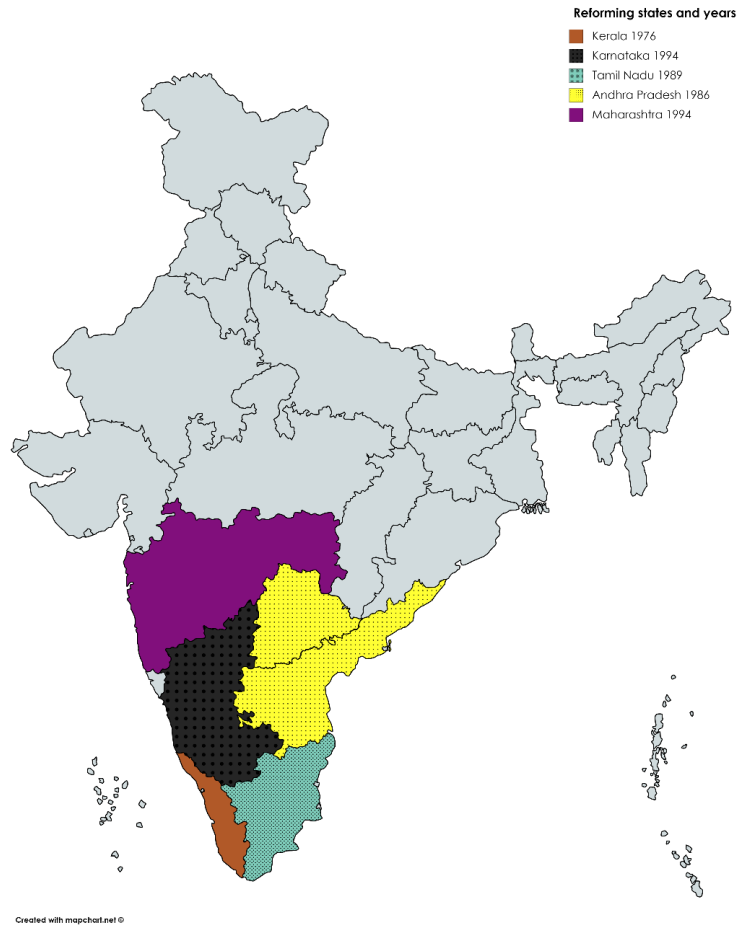 Reforming states and years
Kerala 1976
Karnataka 1994
Tamil Nadu 1989
Andhra Pradesh 1986
Maharashtra 1994
Created with mapchart.net ©